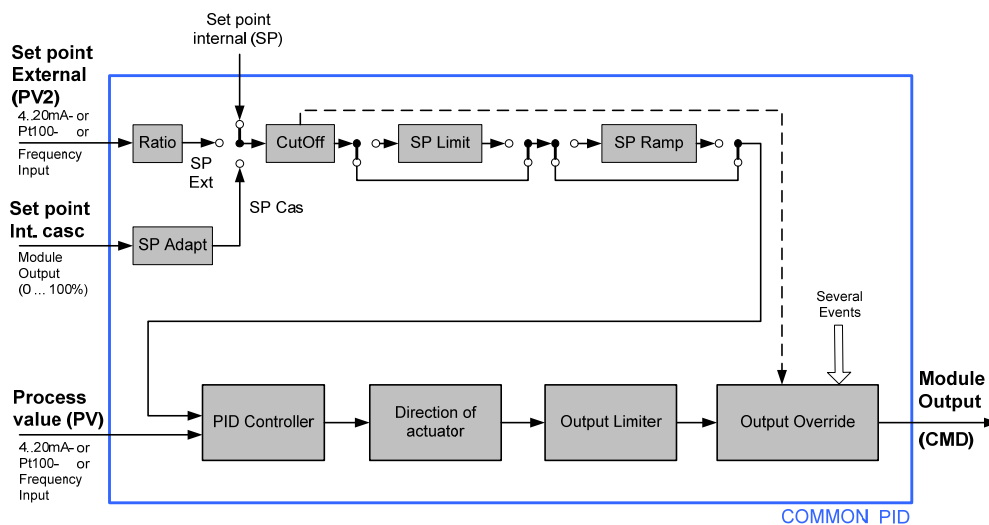 Set point
internal (SP)
Set point
External
(PV2)
4..20mA- or
Pt100- or
Frequency
Input
Ratio
SP
Ext
CutOff
SP Limit
SP Ramp
SP Cas
Set point
Int. casc
Module
Output
(0 ... 100%)
SP Adapt
Several
Events
Process
value (PV)
4..20mA- or
Pt100- or
Frequency
Input
PID Controller
Direction of
actuator
Output Limiter
Output Override
Module
Output
(CMD)
COMMON PID